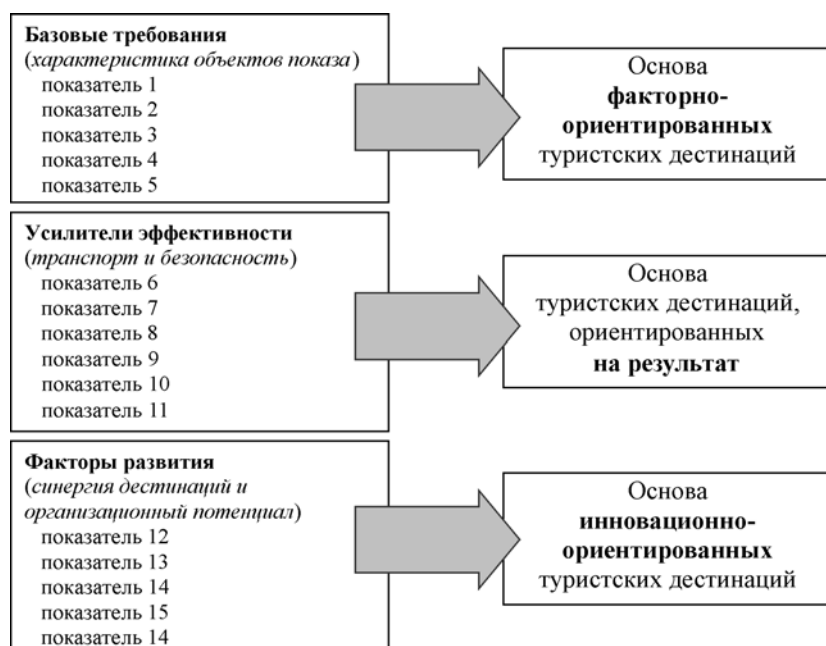 Базовые требования
(характеристика объектов показа)
показатель 1
показатель 2
показатель 3
показатель 4
показатель 5
Основа
факторно-
ориентированных
туристских дестинаций
Усилители эффективности
(транспорт и безопасность)
показатель 6
показатель 7
показатель 8
показатель 9
показатель 10
показатель 11
Основа
туристских дестинаций,
ориентированных
на результат
Факторы развития
(синергия дестинаций и
организационный потенциал)
показатель 12
показатель 13
показатель 14
показатель 15
показатель 14
Основа
инновационно-
ориентированных
туристских дестинаций